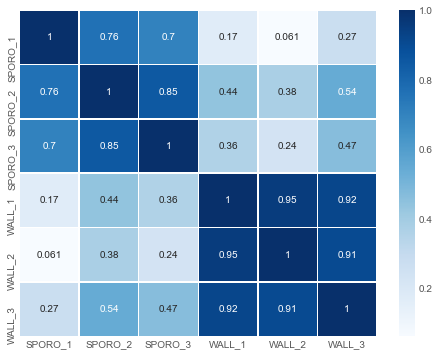 SPORO_1 1 0.76 0.7 0.17 0.061 0.27
SPORO_2 0.76 1 0.85 0.44 0.38 0.54
SPORO_3 0.7 0.85 1 0.36 0.24 0.47
WALL_1 0.17 0.44 0.36 1 0.95 0.92
WALL_2 0.061 0.38 0.24 0.95 1 0.91
WALL_3 0.27 0.54 0.47 0.92 0.91 1
SPORO_1 SPORO_2 SPORO_3 WALL_1 WALL_2 WALL_3
1.0
0.8
0.6
0.4
0.2